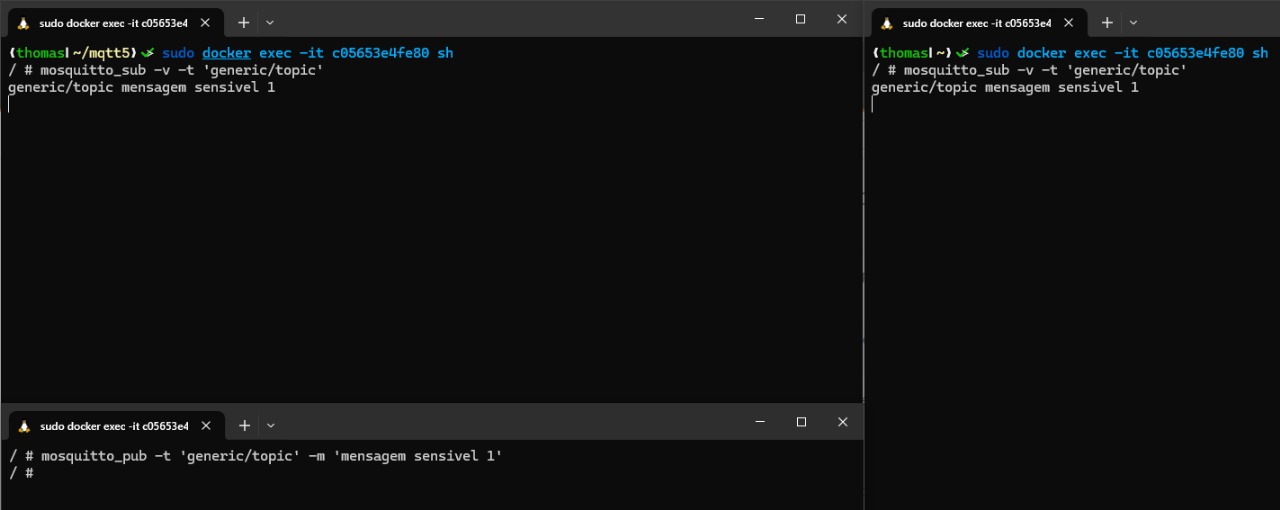 sudo docker exec -it c05653e4
(thomas|~/mqtt5) sudo docker exec -it c05653e4fe80 sh
/ # mosquitto_sub -v -t 'generic/topic'
generic/topic mensagem sensivel 1
sudo docker exec -it c05653e4
(thomas|~) sudo docker exec -it c05653e4fe80 sh
/ # mosquitto_sub -v -t 'generic/topic'
generic/topic mensagem sensivel 1
sudo docker exec -it c05653e4
/ # mosquitto_pub -t 'generic/topic' -m 'mensagem sensivel 1'
/ #